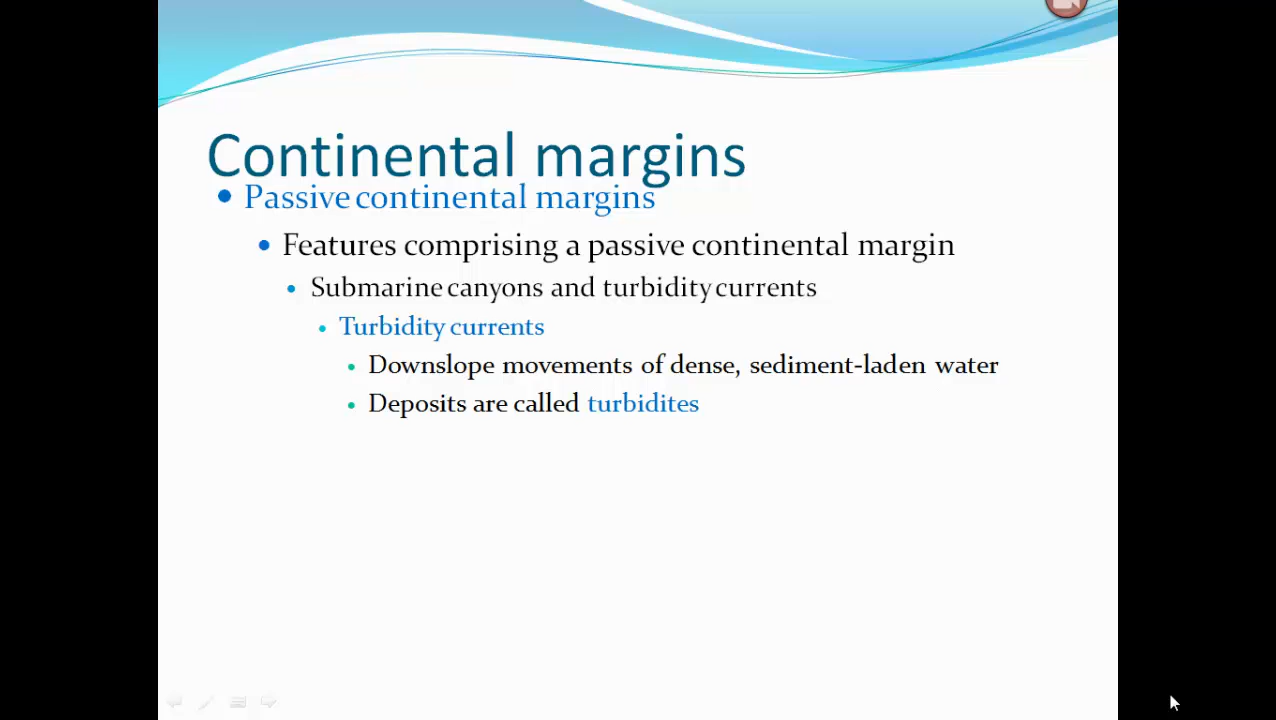 Continental margins
Passive continental margins
Features comprising a passive continental margin
Submarine canyons and turbidity currents
Turbidity currents
Downslope movements of dense, sediment-laden water
Deposits are called turbidites